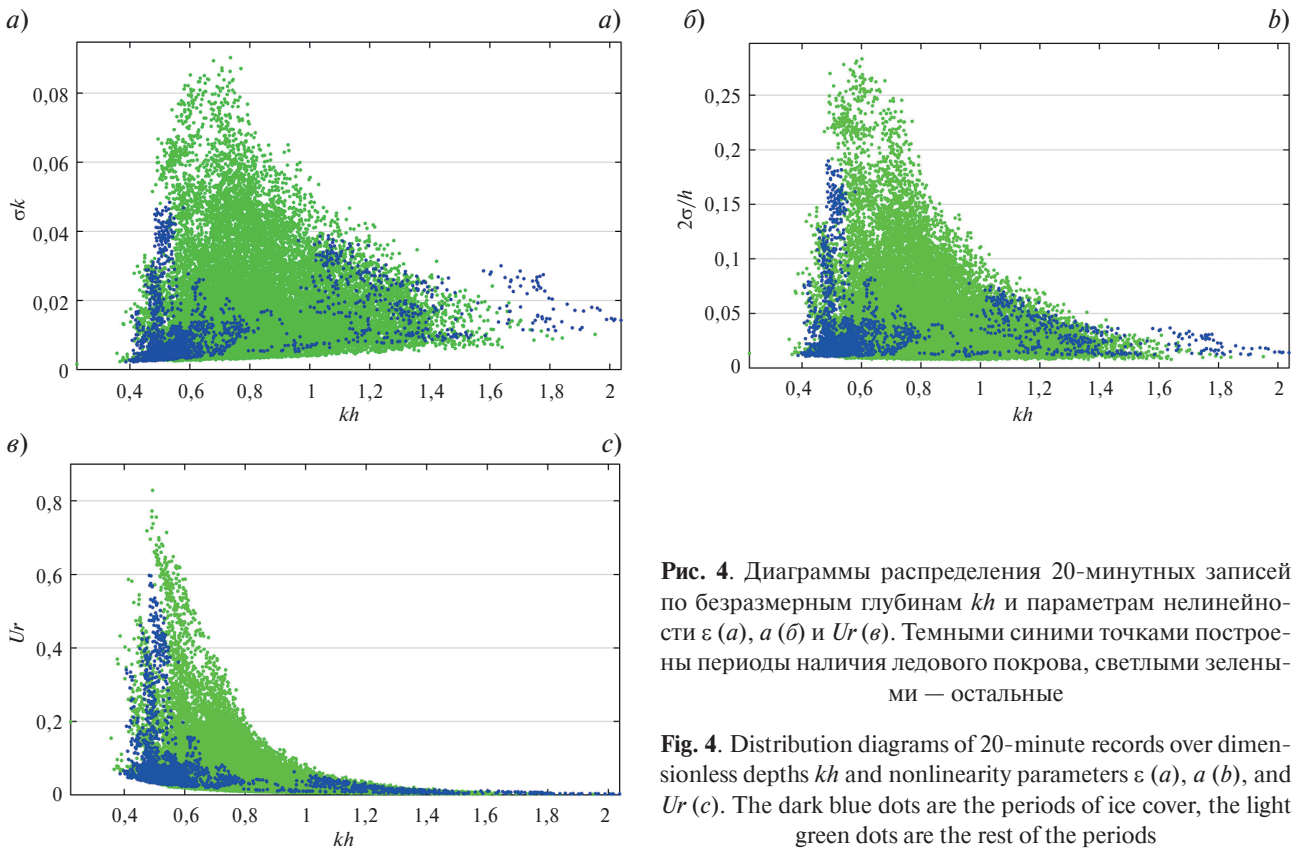 а) a)
0,08
0,06
0,04
0,02
0
σk
0,4 0,6 0,8 1 1,2 1,4 1,6 1,8 2
kh
б) b)
0,25
0,2
0,15
0,1
0,05
0
2σ/h
0,4 0,6 0,8 1 1,2 1,4 1,6 1,8 2
kh
в) c)
0,8
0,6
0,4
0,2
0
Ur
0,4 0,6 0,8 1 1,2 1,4 1,6 1,8 2
kh
Рис. 4. Диаграммы распределения 20-минутных записей
по безразмерным глубинам kh и параметрам нелинейно-
сти ε (а), a (б) и Ur (в). Темными синими точками построе-
ны периоды наличия ледового покрова, светлыми зелены-
ми — остальные
Fig. 4. Distribution diagrams of 20-minute records over dimen-
sionless depths kh and nonlinearity parameters ε (a), a (b), and
Ur (c). The dark blue dots are the periods of ice cover, the light
green dots are the rest of the periods